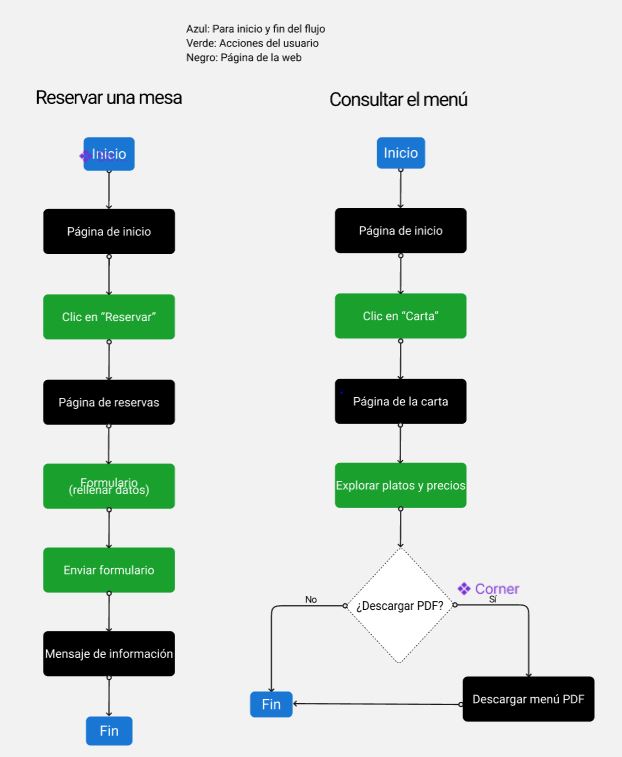 Azul: Para inicio y fin del flujo
Verde: Acciones del usuario
Negro: Página de la web
Reservar una mesa
Inicio
Página de inicio
Clic en “Reservar”
Página de reservas
Formulario
(rellenar datos)
Enviar formulario
Mensaje de información
Fin
Consultar el menú
Inicio
Página de inicio
Clic en “Carta”
Página de la carta
Explorar platos y precios
¿Descargar PDF?
Corner
No
Sí
Descargar menú PDF
Fin